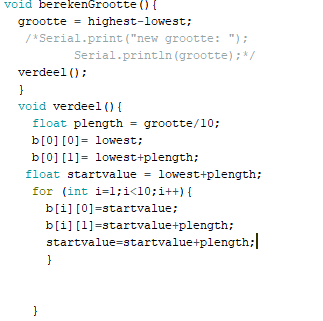 void berekenGrootte(){
grootte = highest-lowest;
/*Serial.print("new grootte: ");
Serial.println(grootte);*/
verdeel();
}
void verdeel(){
float plength = grootte/10;
b[0][0]= lowest;
b[0][1]= lowest+plength;
float startvalue = lowest+plength;
for (int i=1;i<10;i++){
b[i][0]=startvalue;
b[i][1]=startvalue+plength;
startvalue=startvalue+plength;
}
}